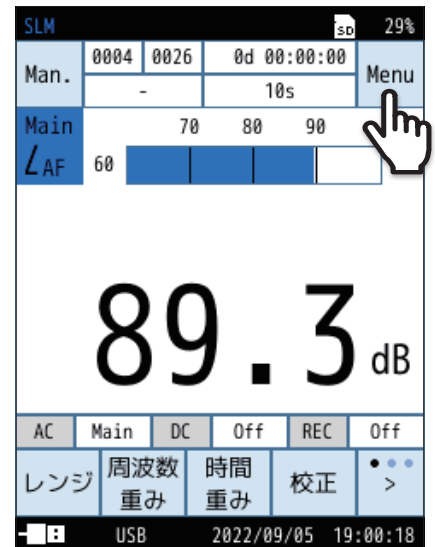 SLM SD 29%
Man. 0004 0026 0d 00:00:00 Menu
- 10s
Main 70 80 90
LAF 60
89.3 dB
AC Main DC Off REC Off
レンジ 周波数重み 時間重み 校正 >
USB 2022/09/05 19:00:18